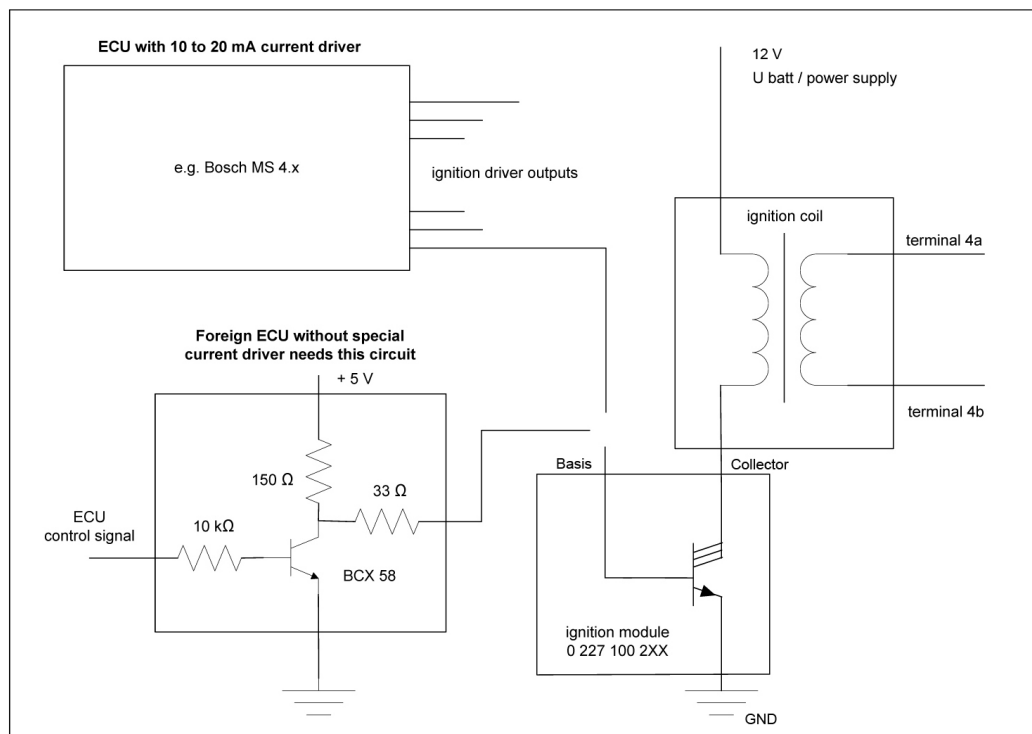 ECU with 10 to 20 mA current driver
e.g. Bosch MS 4.x
ignition driver outputs
12 V
U batt / power supply
ignition coil
terminal 4a
terminal 4b
Foreign ECU without special
current driver needs this circuit
+ 5 V
150 Ω
33 Ω
ECU
control signal
10 kΩ
BCX 58
Basis
Collector
ignition module
0 227 100 2XX
GND